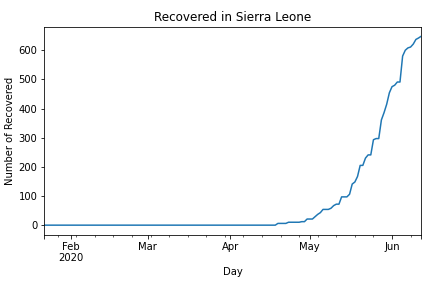 Recovered in Sierra Leone
Number of Recovered
600
500
400
300
200
100
0
Feb
2020
Mar
Apr
May
Jun
Day